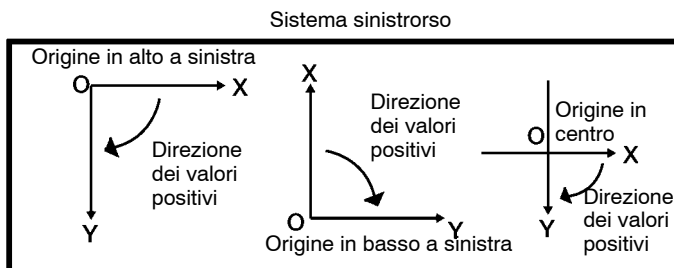 Sistema sinistrorso
Origine in alto a sinistra
O
X
Direzione
dei valori
positivi
Y
X
Direzione
dei valori
positivi
O
Y
Origine in basso a sinistra
Origine in
centro
O
X
Direzione
dei valori
positivi
Y